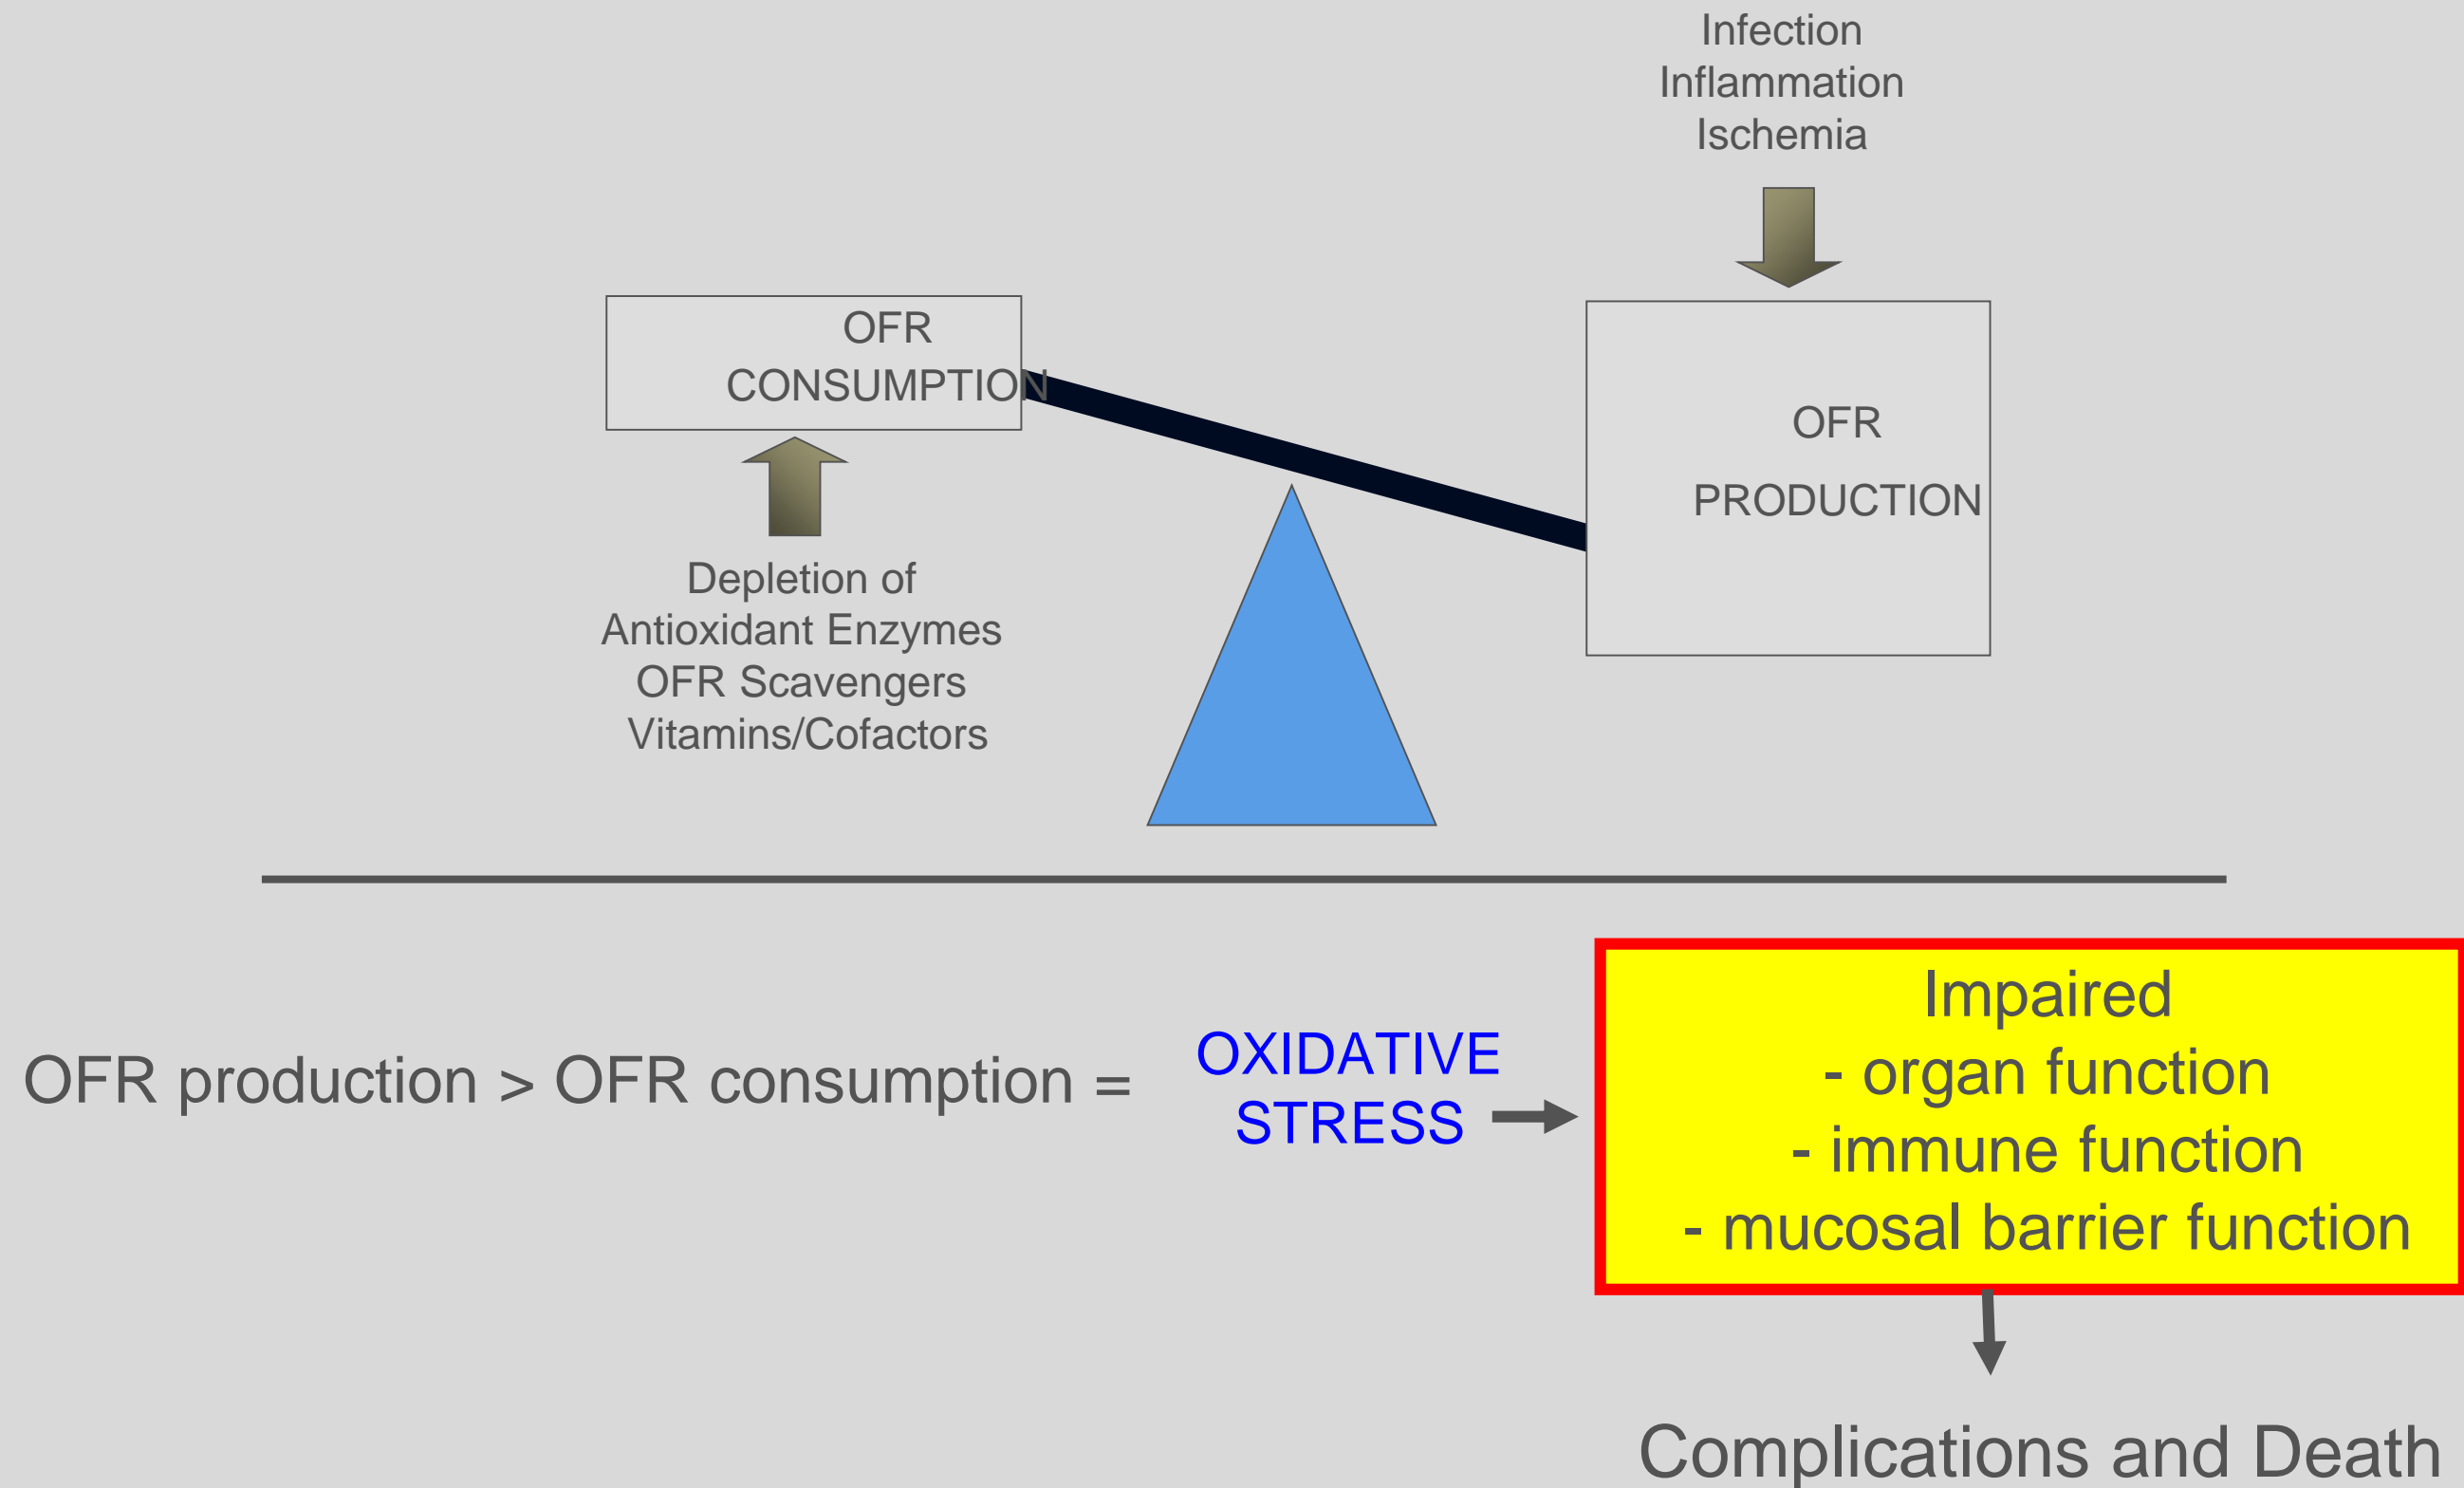 Infection
Inflammation
Ischemia
OFR
CONSUMPTION
OFR
PRODUCTION
Depletion of
Antioxidant Enzymes
OFR Scavengers
Vitamins/Cofactors
OFR production > OFR consumption =
OXIDATIVE
STRESS
Impaired
- organ function
- immune function
- mucosal barrier function
Complications and Death